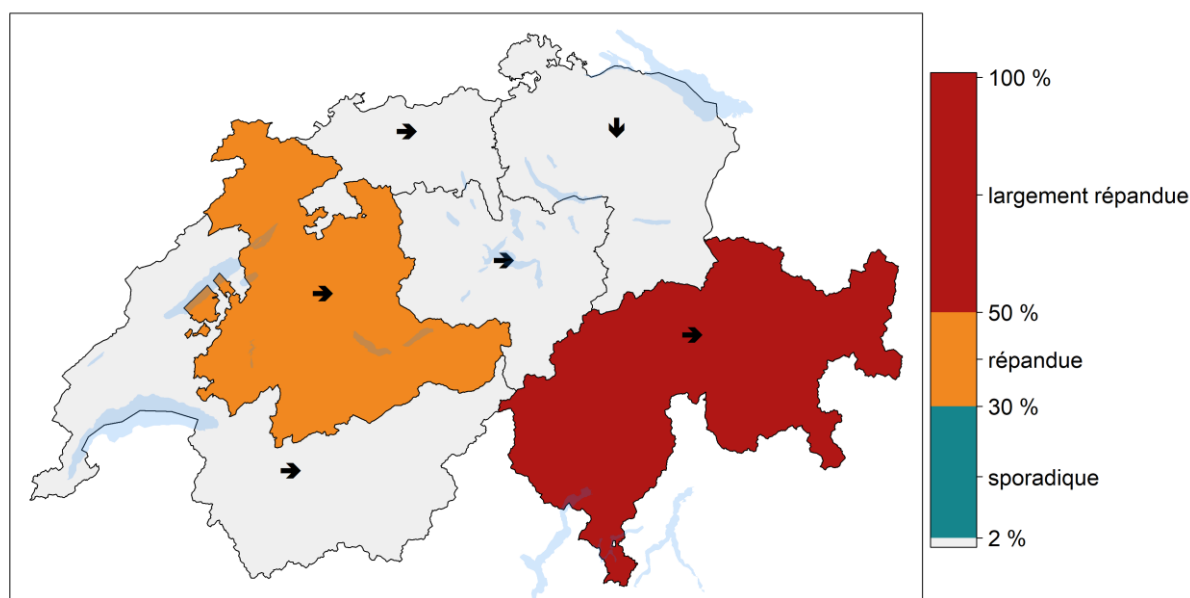 100 %
largement répandue
50 %
répandue
30 %
sporadique
2 %